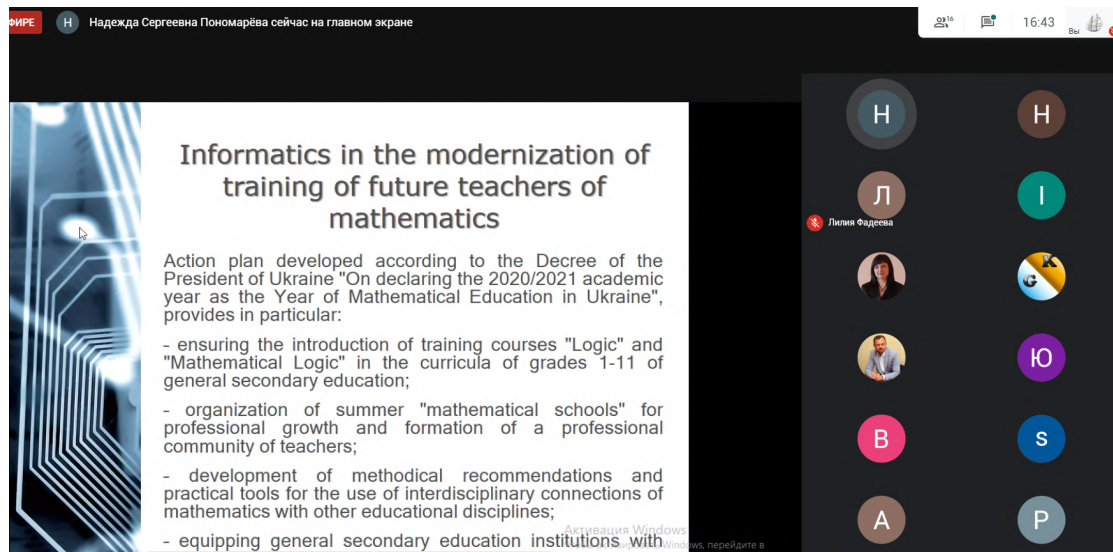 ФИРЕ
Н
Надежда Сергеевна Пономарёва сейчас на главном экране
16
16:43
Вы
Informatics in the modernization of
training of future teachers of
mathematics
Action plan developed according to the Decree of the
President of Ukraine "On declaring the 2020/2021 academic
year as the Year of Mathematical Education in Ukraine",
provides in particular:
- ensuring the introduction of training courses "Logic" and
"Mathematical Logic" in the curricula of grades 1-11 of
general secondary education;
- organization of summer "mathematical schools" for
professional growth and formation of a professional
community of teachers;
- development of methodical recommendations and
practical tools for the use of interdisciplinary connections of
mathematics with other educational disciplines;
- equipping general secondary education institutions with
Активация Windows
Windows, перейдите в
Н
Н
Л
І
Лилия Фадеева
G K
Ю
В
S
А
Р